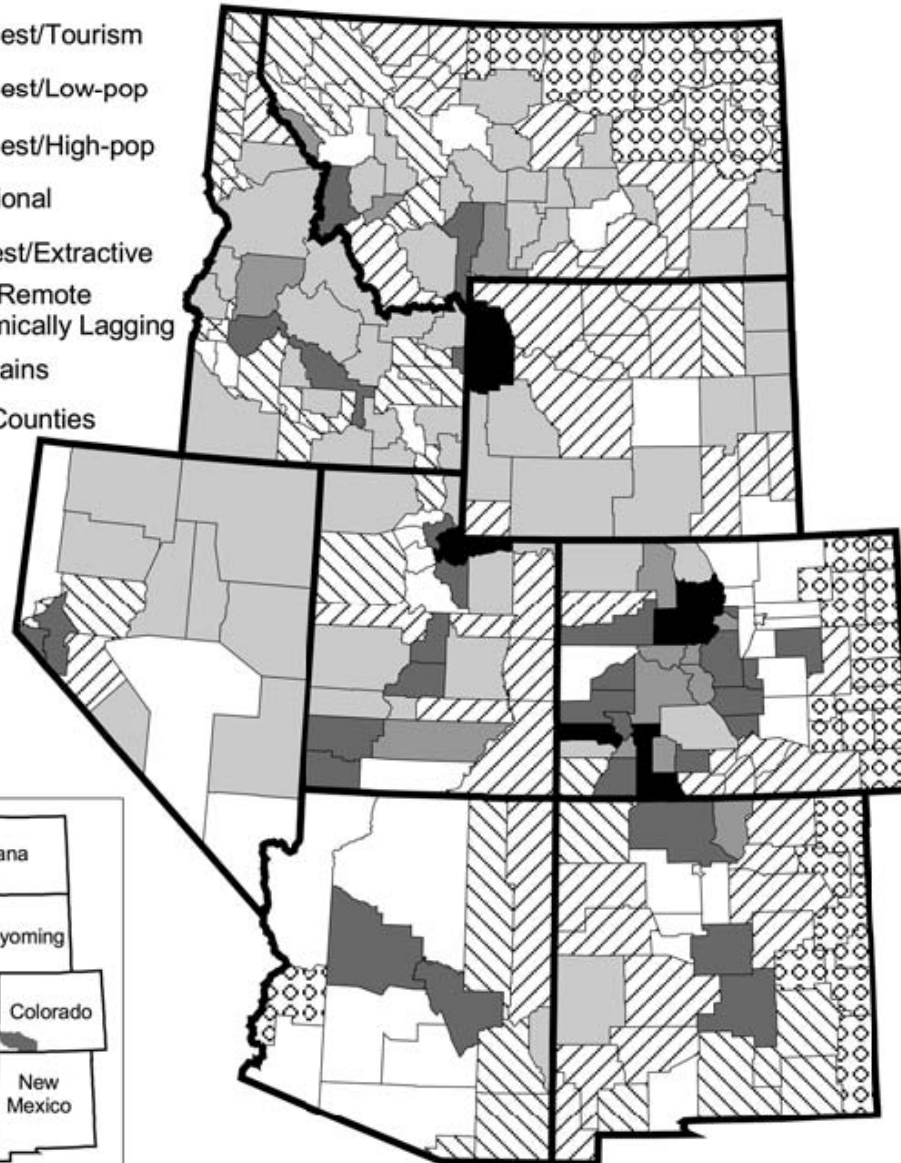 est/Tourism
est/Low-pop
est/High-pop
ional
est/Extractive
Remote
mically Lagging
ains
Counties
ana
yoming
Colorado
New
Mexico